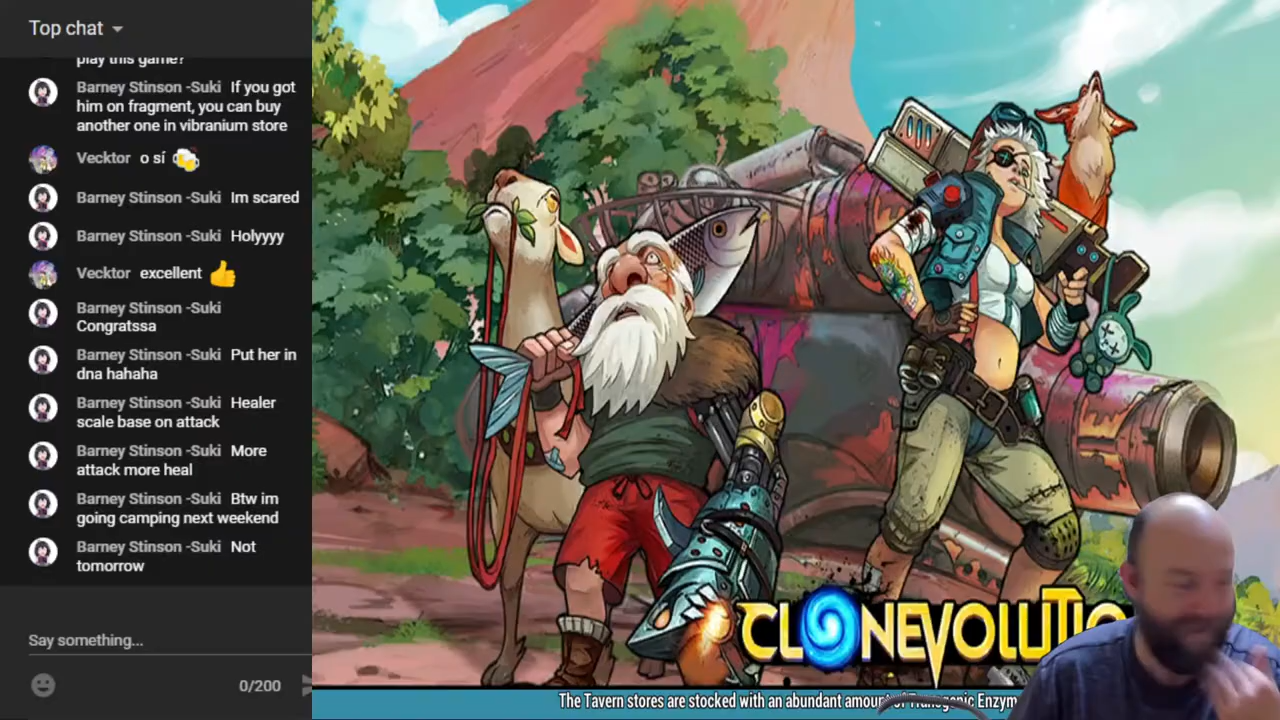 Top chat
play this game?
Barney Stinson -Suki If you got
him on fragment, you can buy
another one in vibranium store
Vecktor o sí
Barney Stinson -Suki Im scared
Barney Stinson -Suki Holyyyy
Vecktor excellent
Barney Stinson -Suki
Congratssa
Barney Stinson -Suki Put her in
dna hahaha
Barney Stinson -Suki Healer
scale base on attack
Barney Stinson -Suki More
attack more heal
Barney Stinson -Suki Btw im
going camping next weekend
Barney Stinson -Suki Not
tomorrow
Say something...
0/200
CLONEVOLUTIO
The Tavern stores are stocked with an abundant amount of Transgenic Enzym